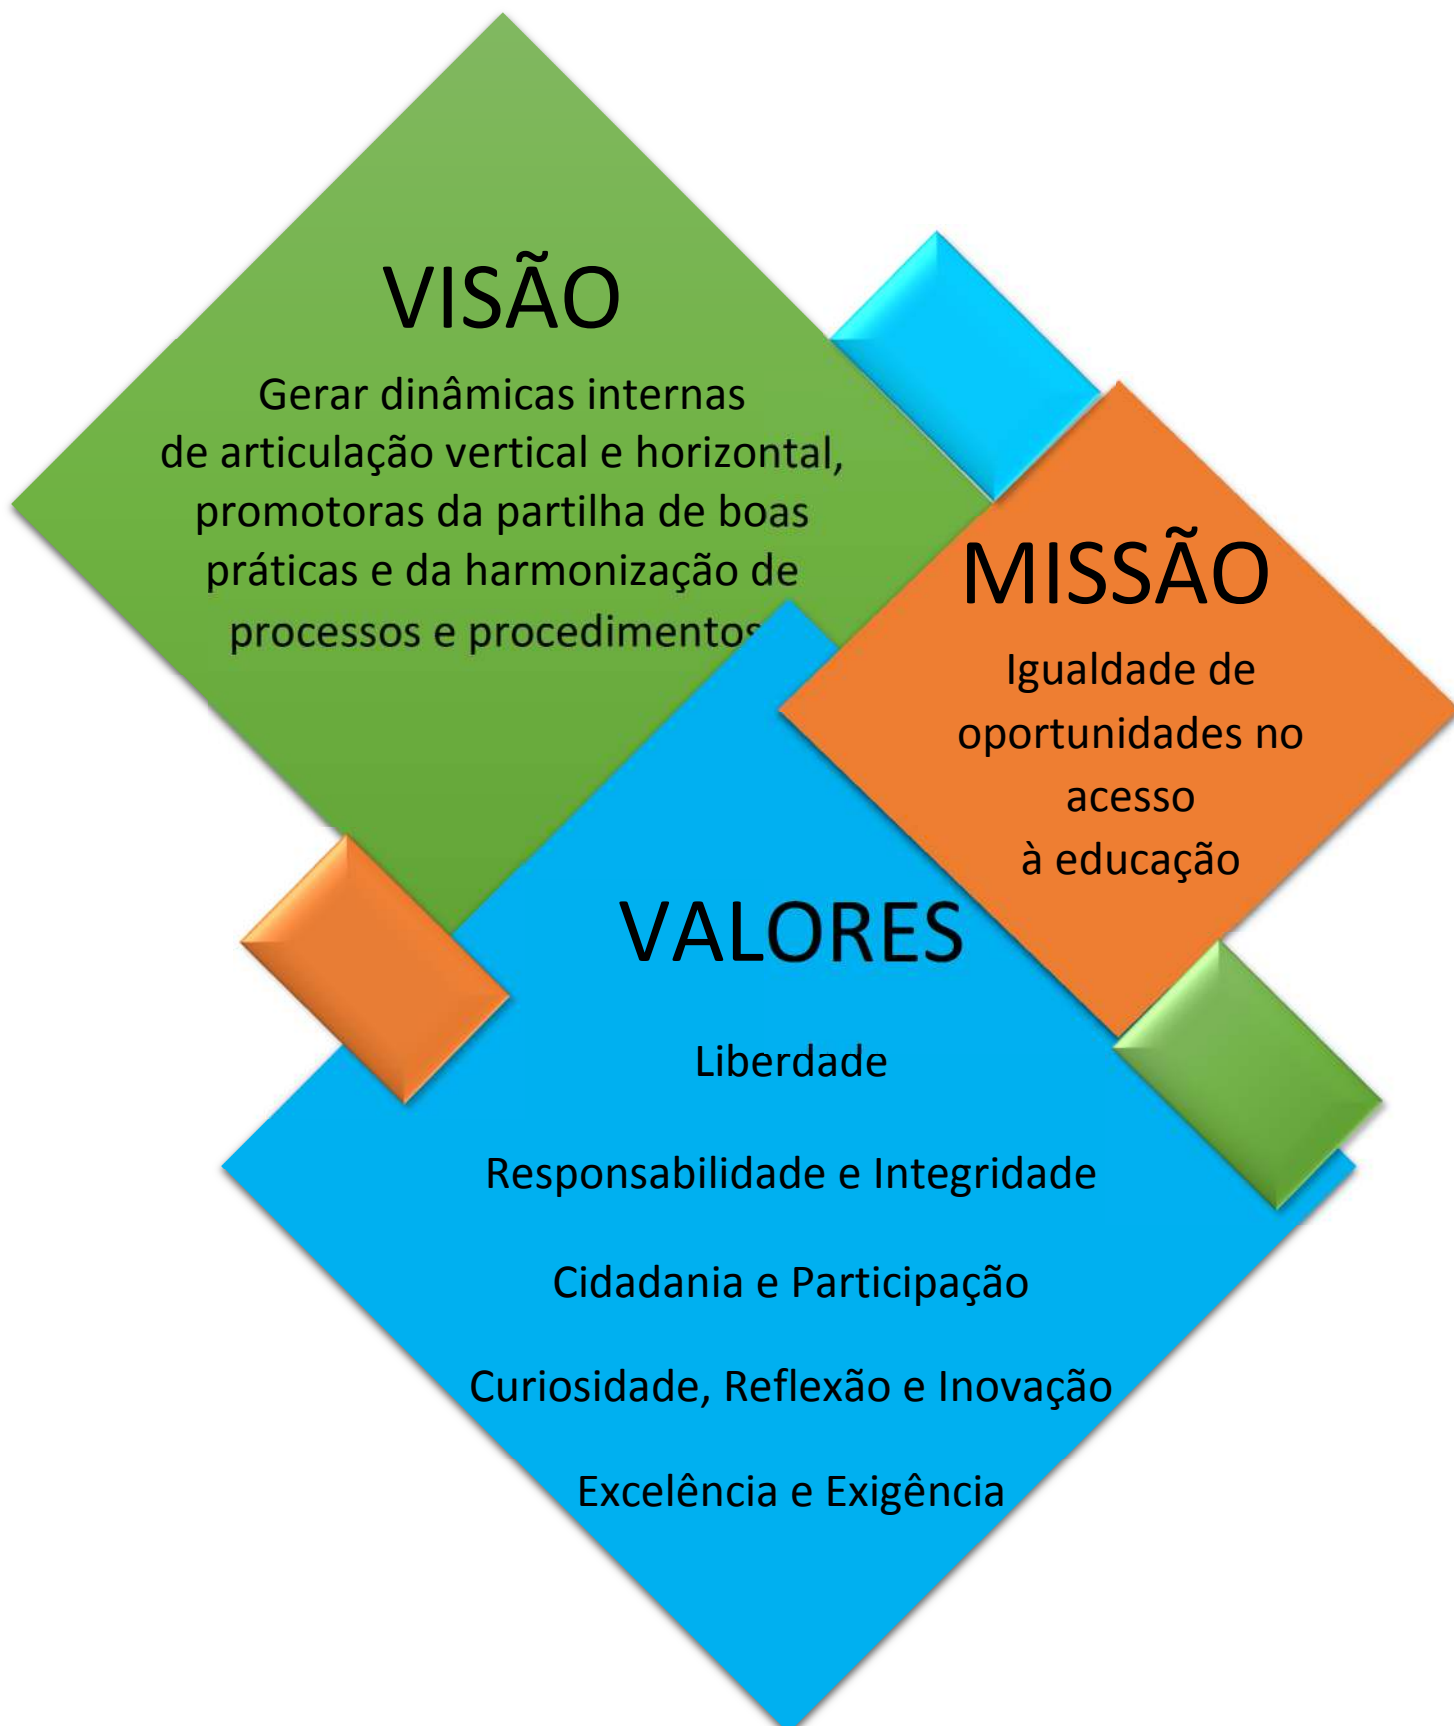 VISÃO
Gerar dinâmicas internas
de articulação vertical e horizontal,
promotoras da partilha de boas
práticas e da harmonização de
processos e procedimentos
MISSÃO
Igualdade de
oportunidades no
acesso
à educação
VALORES
Liberdade
Responsabilidade e Integridade
Cidadania e Participação
Curiosidade, Reflexão e Inovação
Excelência e Exigência